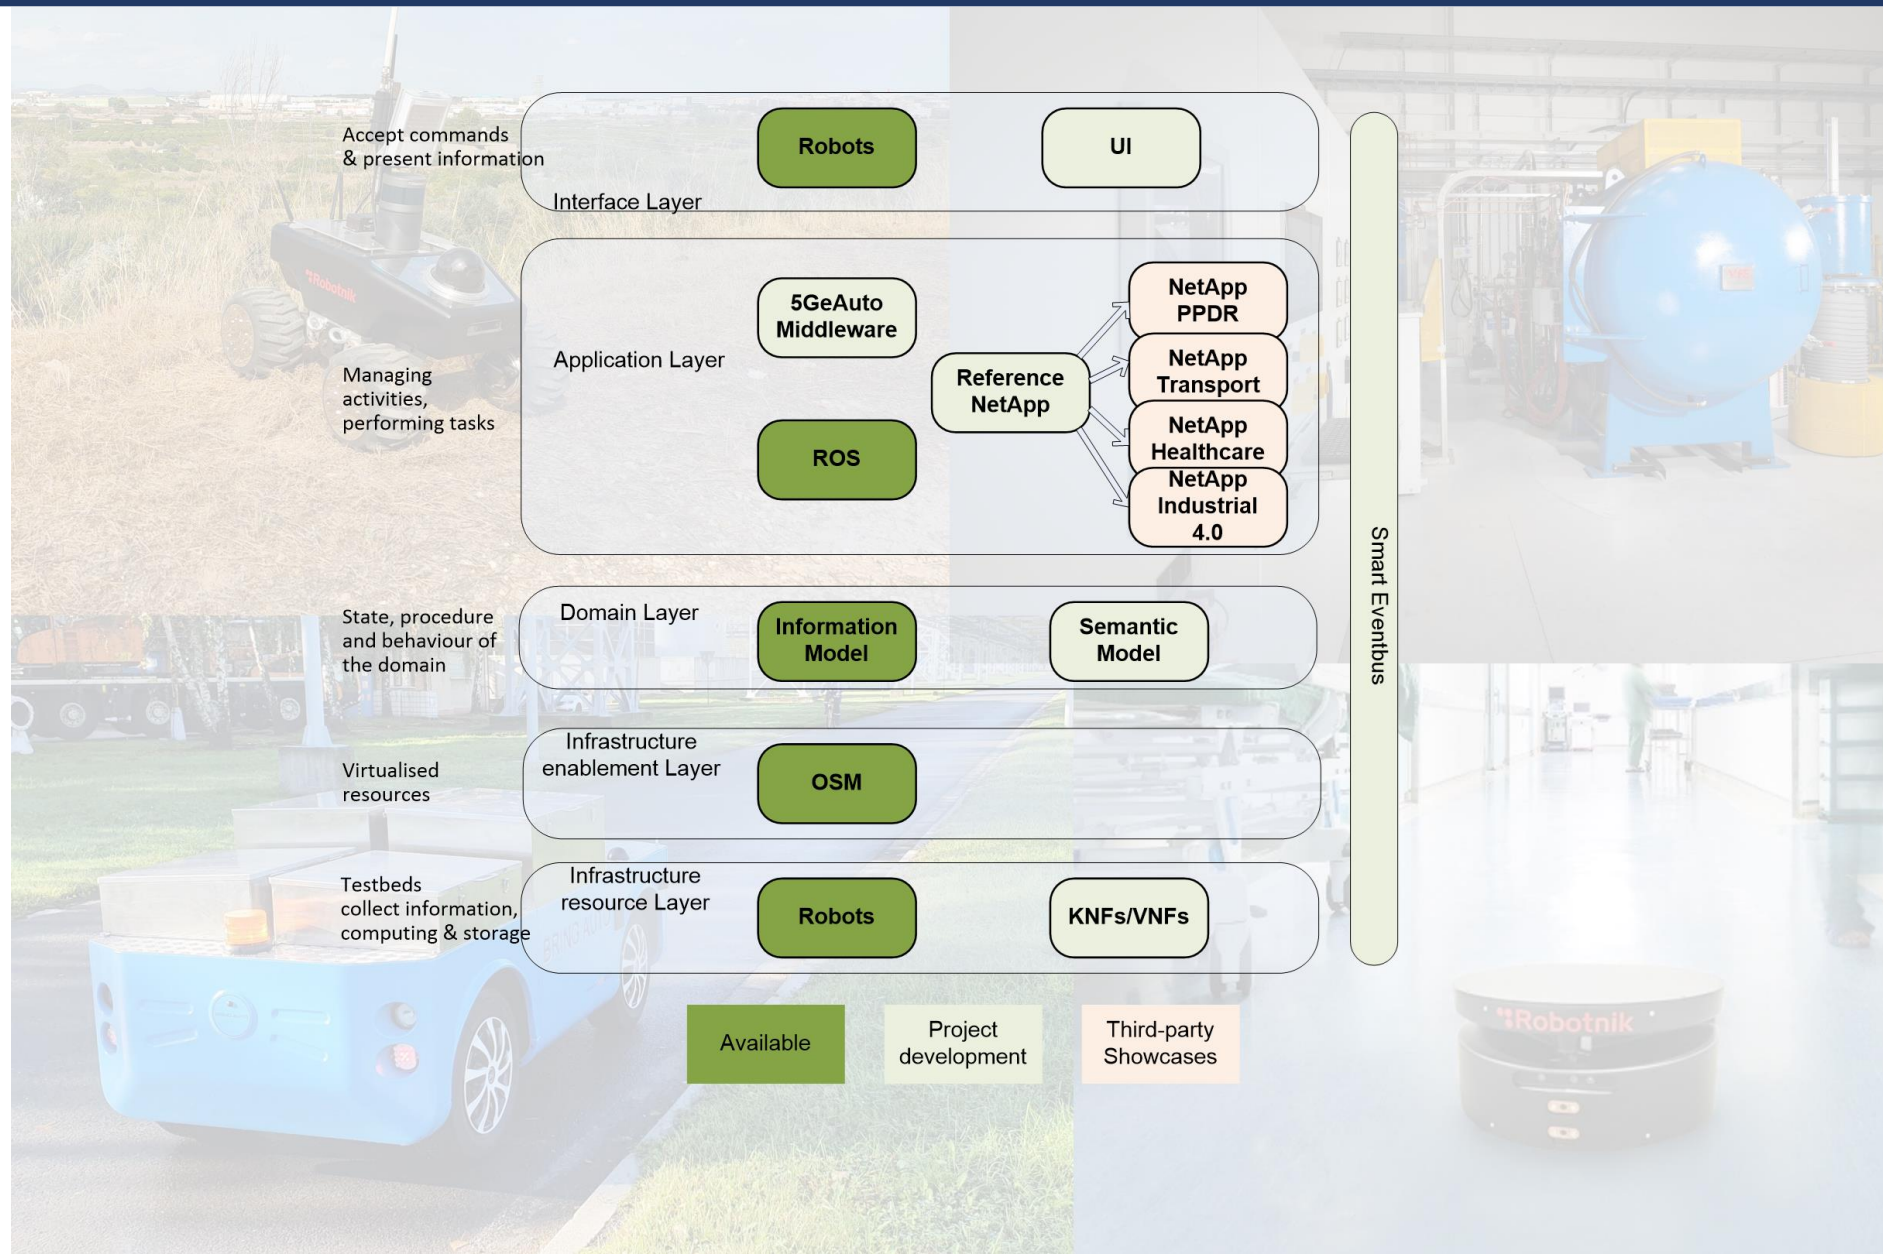 Accept commands
& present information
Robots
UI
Interface Layer
Robotnik
5GeAuto
Middleware
Application Layer
Managing
activities,
performing tasks
ROS
Reference
NetApp
NetApp
PPDR
NetApp
Transport
NetApp
Healthcare
NetApp
Industrial
4.0
Smart Eventbus
State, procedure
and behaviour of
the domain
Domain Layer
Information
Model
Semantic
Model
Virtualised
resources
Infrastructure
enablement Layer
OSM
Testbeds
collect information,
computing & storage
Infrastructure
resource Layer
Robots
KNFs/VNFs
BRING AUTO
Robotnik
Available
Project
development
Third-party
Showcases